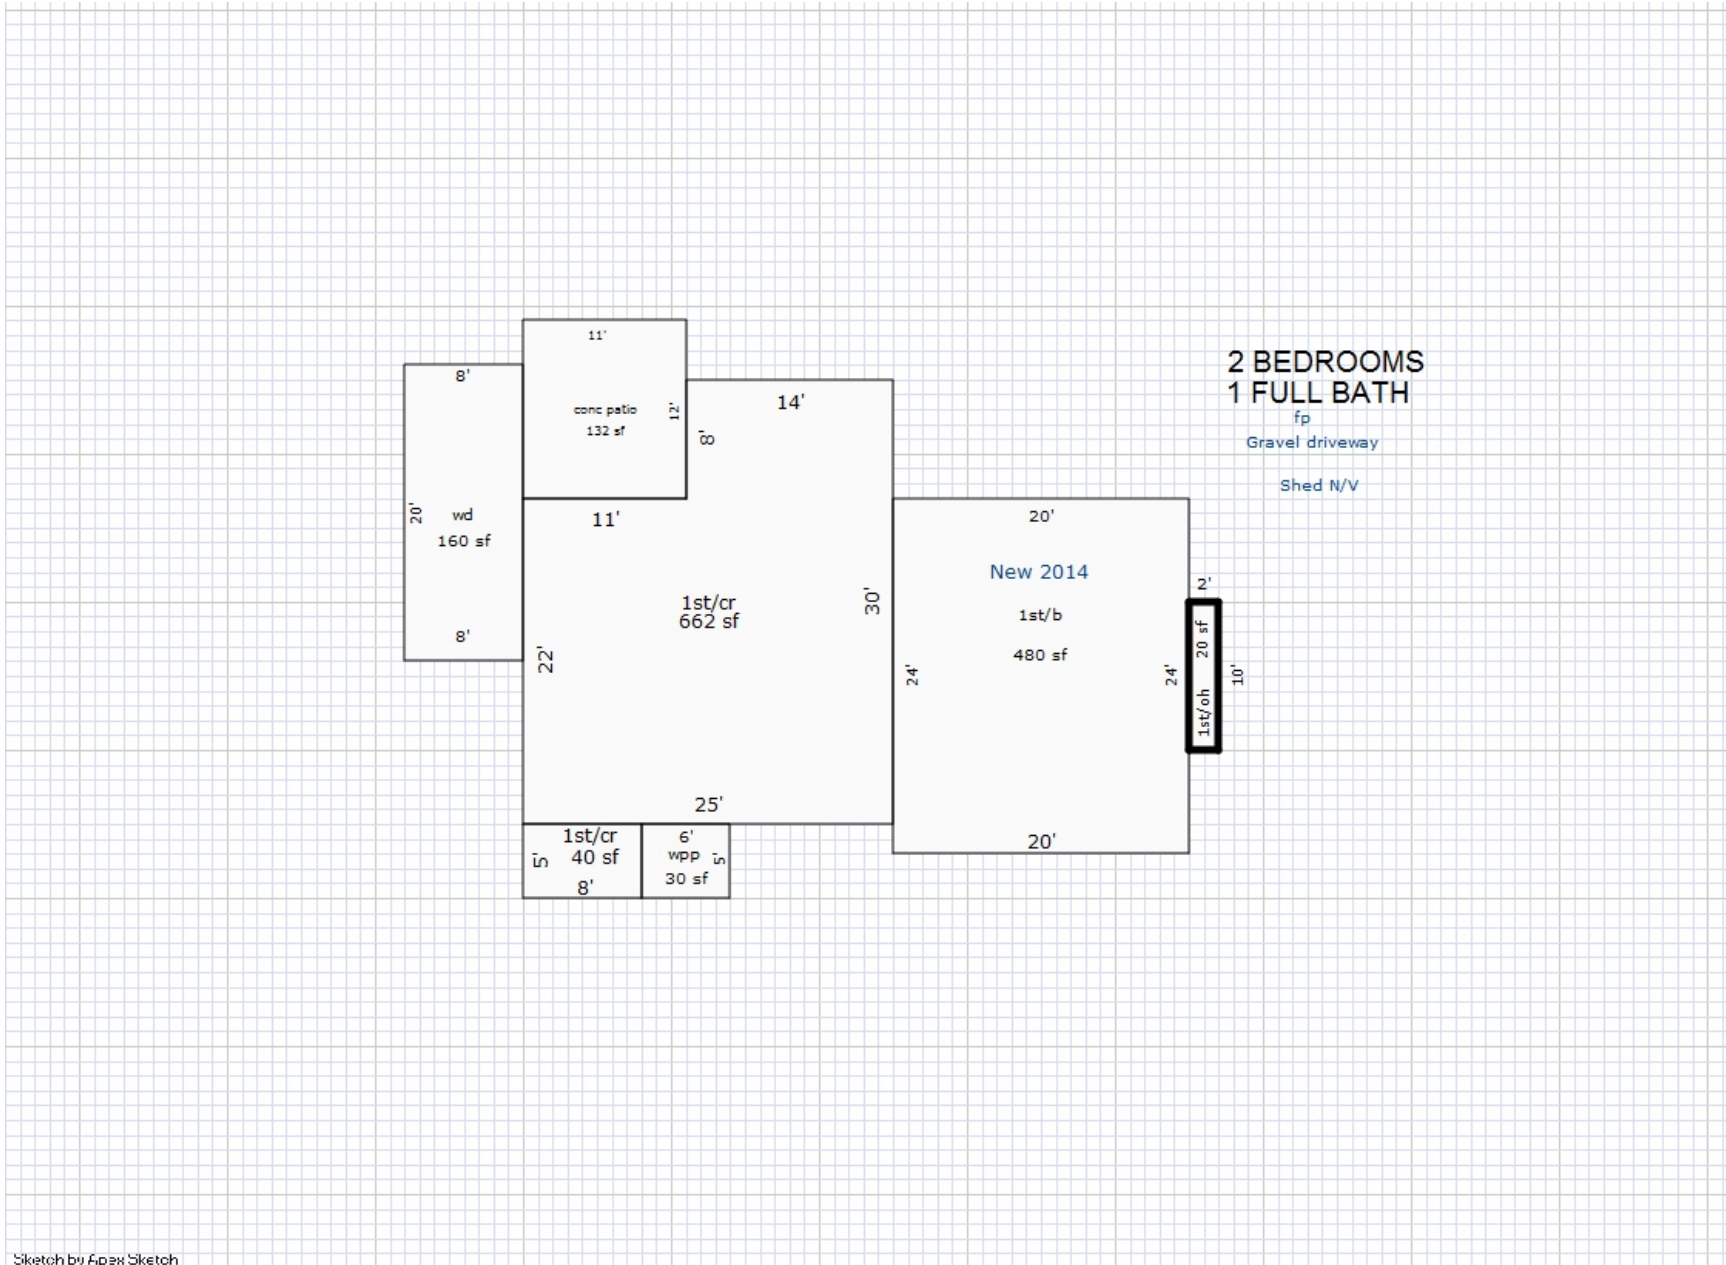 11'
8'
conc patio
132 sf
12'
14'
8'
2 BEDROOMS
1 FULL BATH
fp
Gravel driveway
Shed N/V
20'
wd
160 sf
8'
11'
1st/cr
662 sf
22'
30'
25'
20'
New 2014
1st/b
480 sf
24'
24'
20'
2'
1st/oh 20 sf
10'
1st/cr
5' 40 sf
8'
6'
wpp 5'
30 sf
Sketch by Apex Sketch